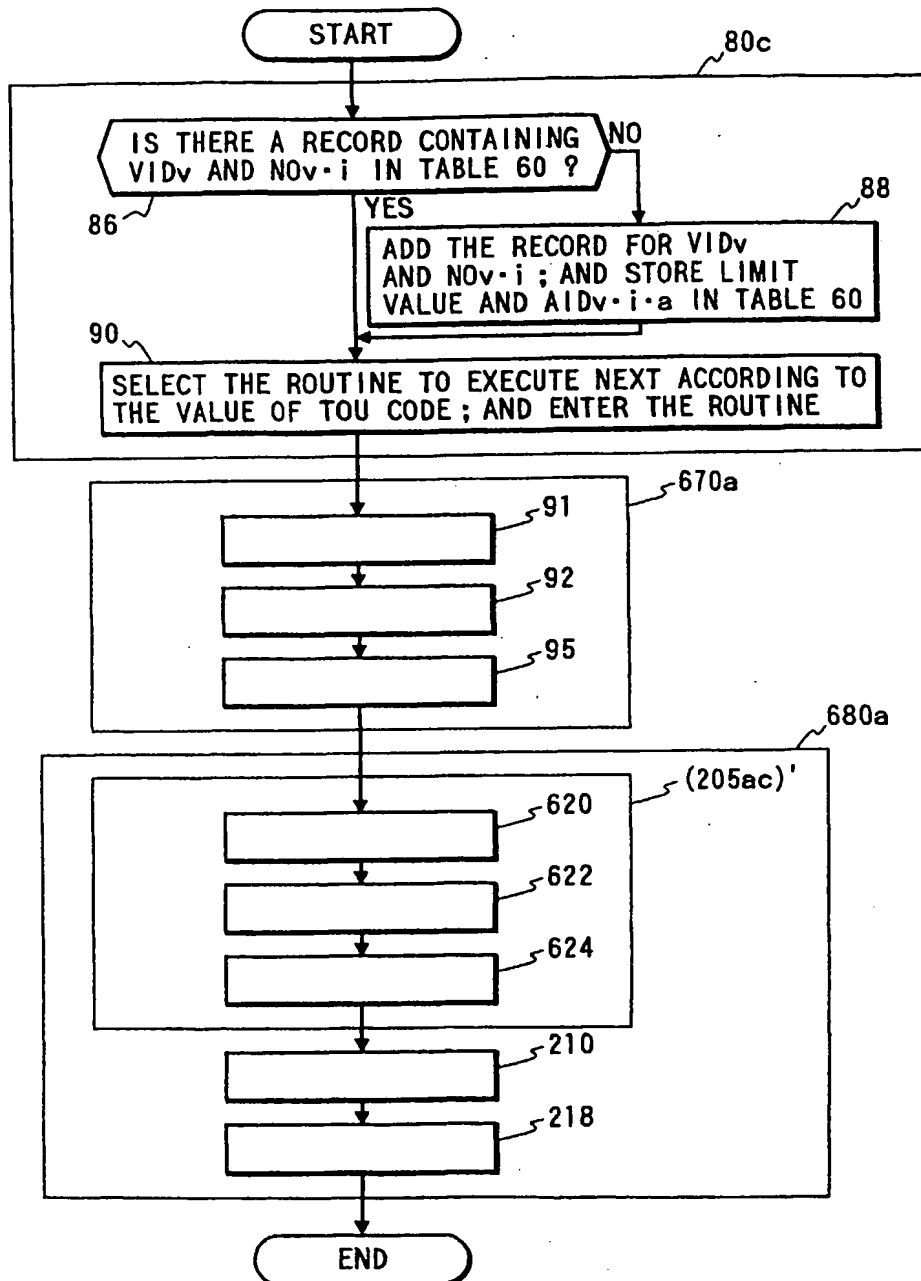 START
80c
IS THERE A RECORD CONTAINING
VIDv AND NOv·i IN TABLE 60 ?
NO
86
YES
88
ADD THE RECORD FOR VIDv
AND NOv·i ; AND STORE LIMIT
VALUE AND AIDv·i·a IN TABLE 60
90
SELECT THE ROUTINE TO EXECUTE NEXT ACCORDING TO
THE VALUE OF TOU CODE ; AND ENTER THE ROUTINE
670a
91
92
95
680a
(205ac)'
620
622
624
210
218
END